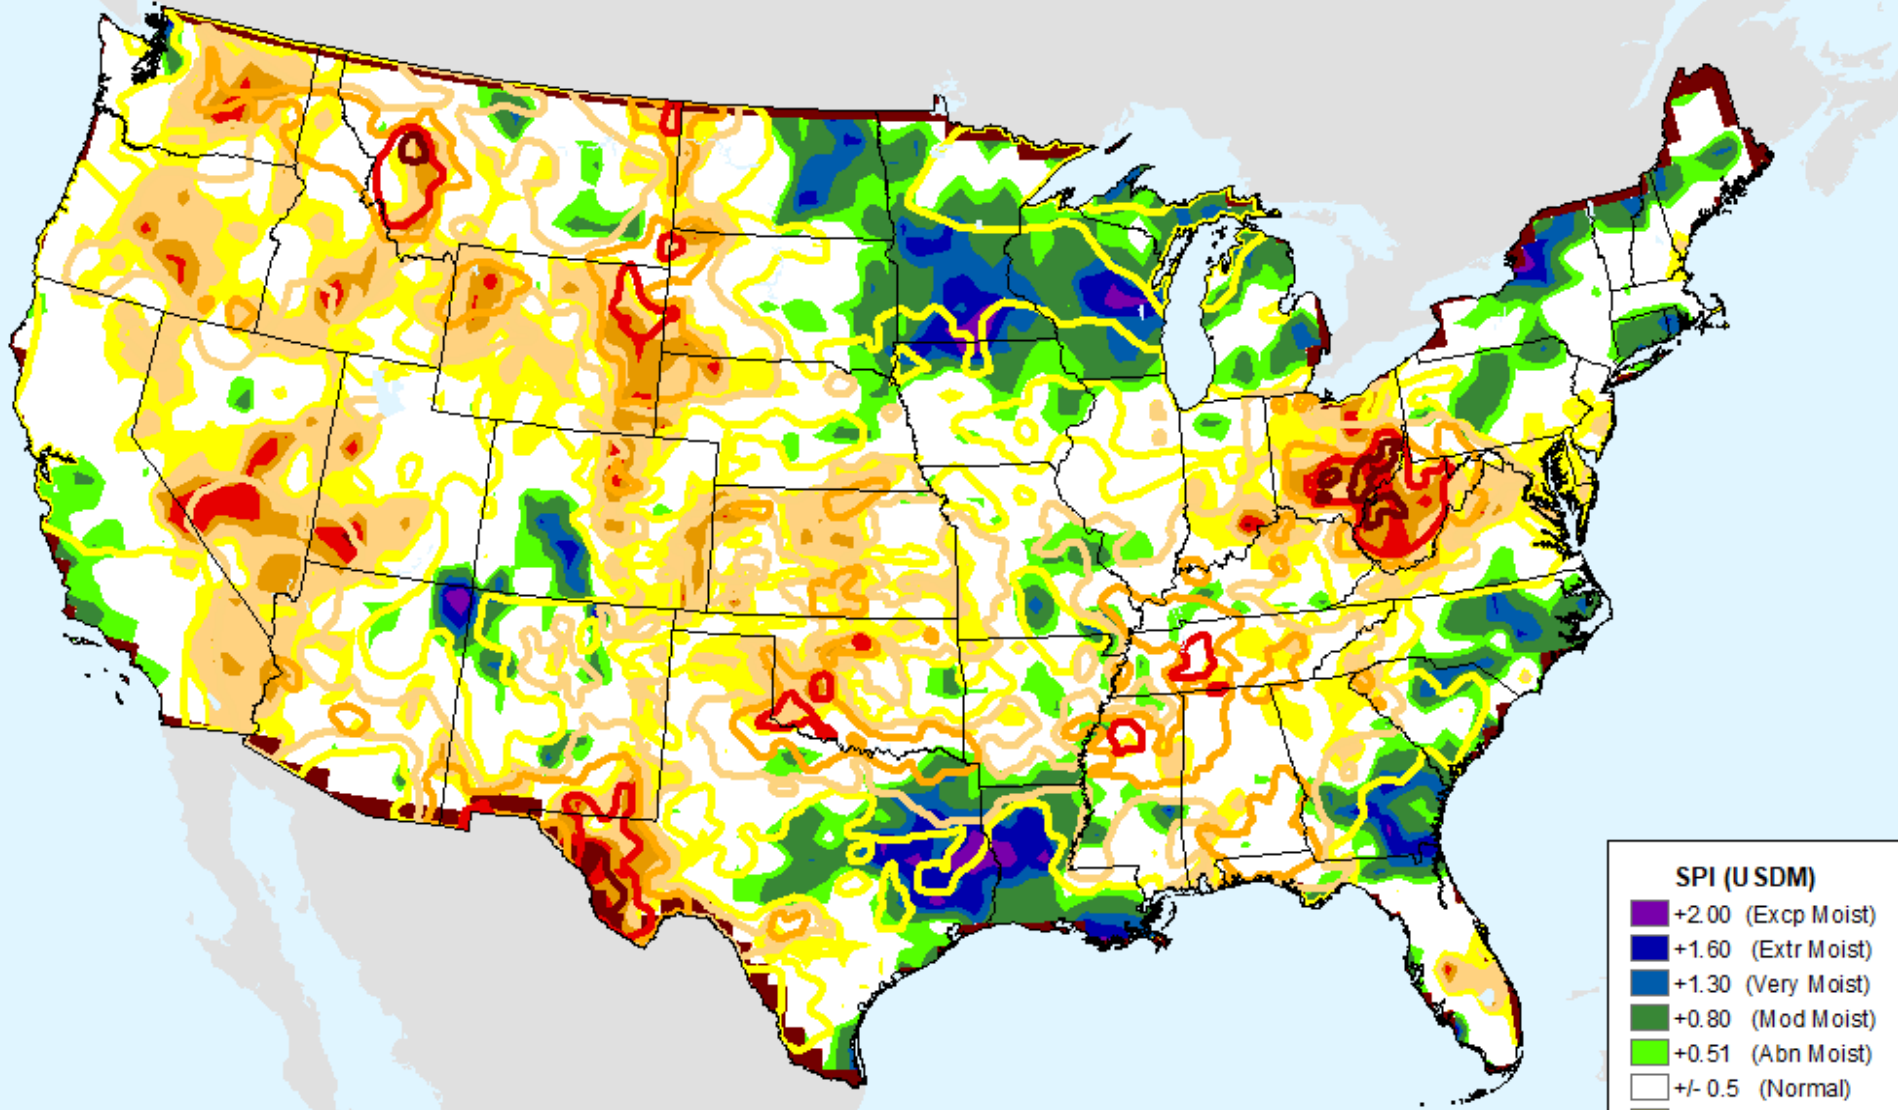 SPI (USDM)
+2.00 (Excp Moist)
+1.60 (Extr Moist)
+1.30 (Very Moist)
+0.80 (Mod Moist)
+0.51 (Abn Moist)
+/- 0.5 (Normal)